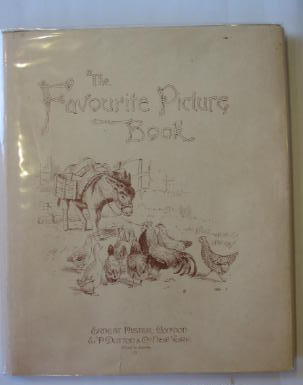 The
Favourite Picture
Book
Ernest Nister, London
E. P. Dutton & Co. New York.